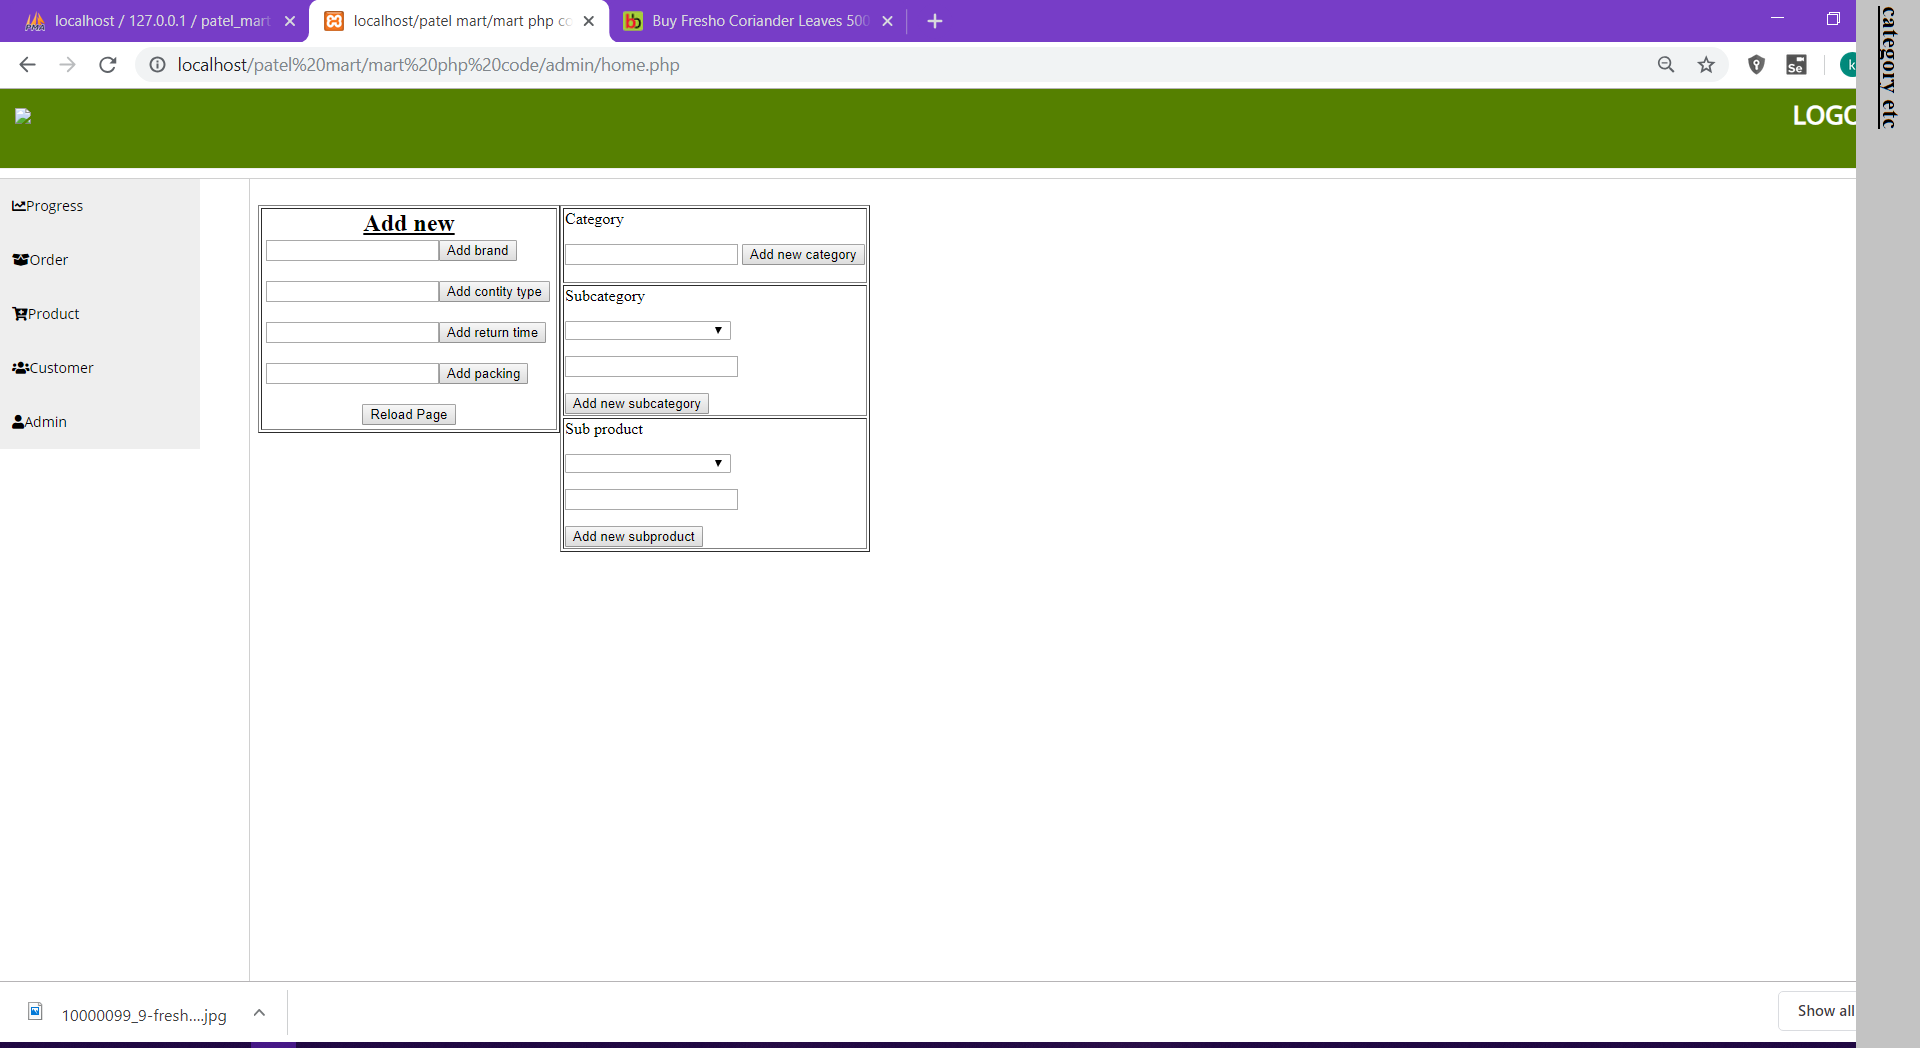 localhost / 127.0.0.1 / patel_mart
localhost/patel mart/mart php co
Buy Fresho Coriander Leaves 500
localhost/patel%20mart/mart%20php%20code/admin/home.php
Se
k
LOGO
category etc
Progress
Order
Product
Customer
Admin
Add new
Add brand
Add contity type
Add return time
Add packing
Reload Page
Category
Add new category
Subcategory
▼
Add new subcategory
Sub product
▼
Add new subproduct
10000099_9-fresh....jpg
Show all